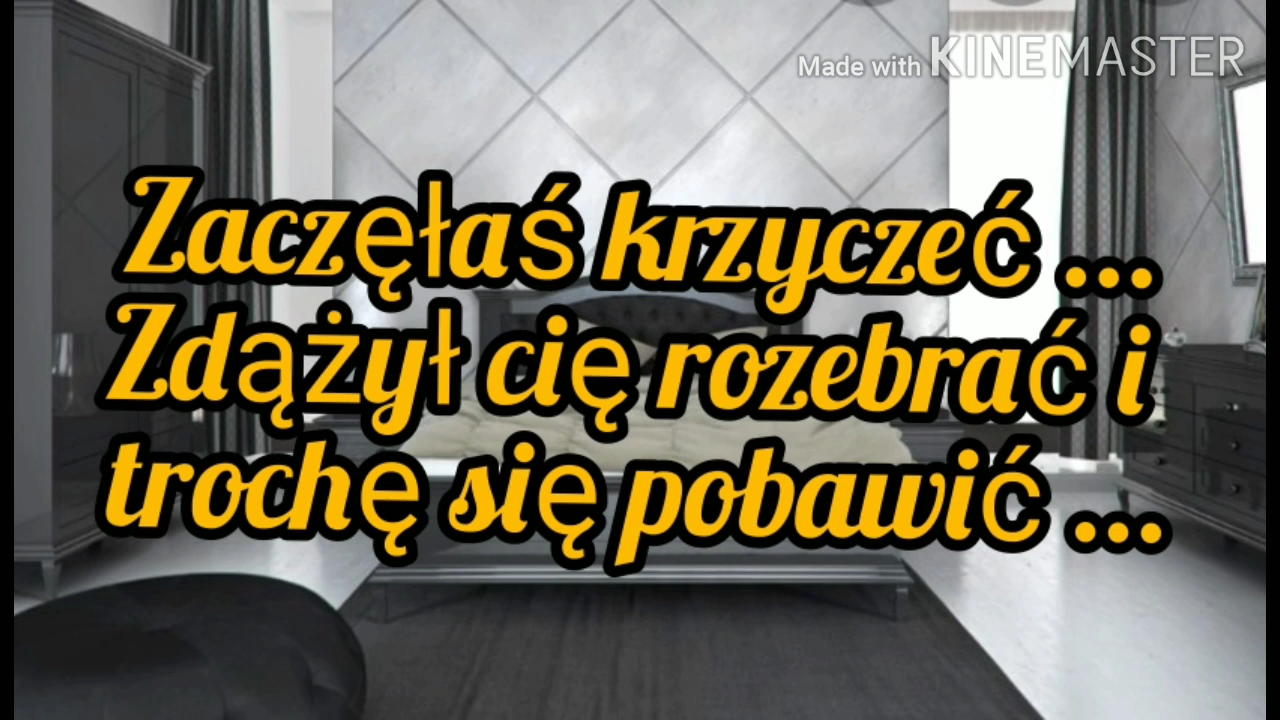 Made with KINEMASTER
Zaczęłaś krzyczeć ...
Zdążył cię rozebrać i
trochę się pobawić ...